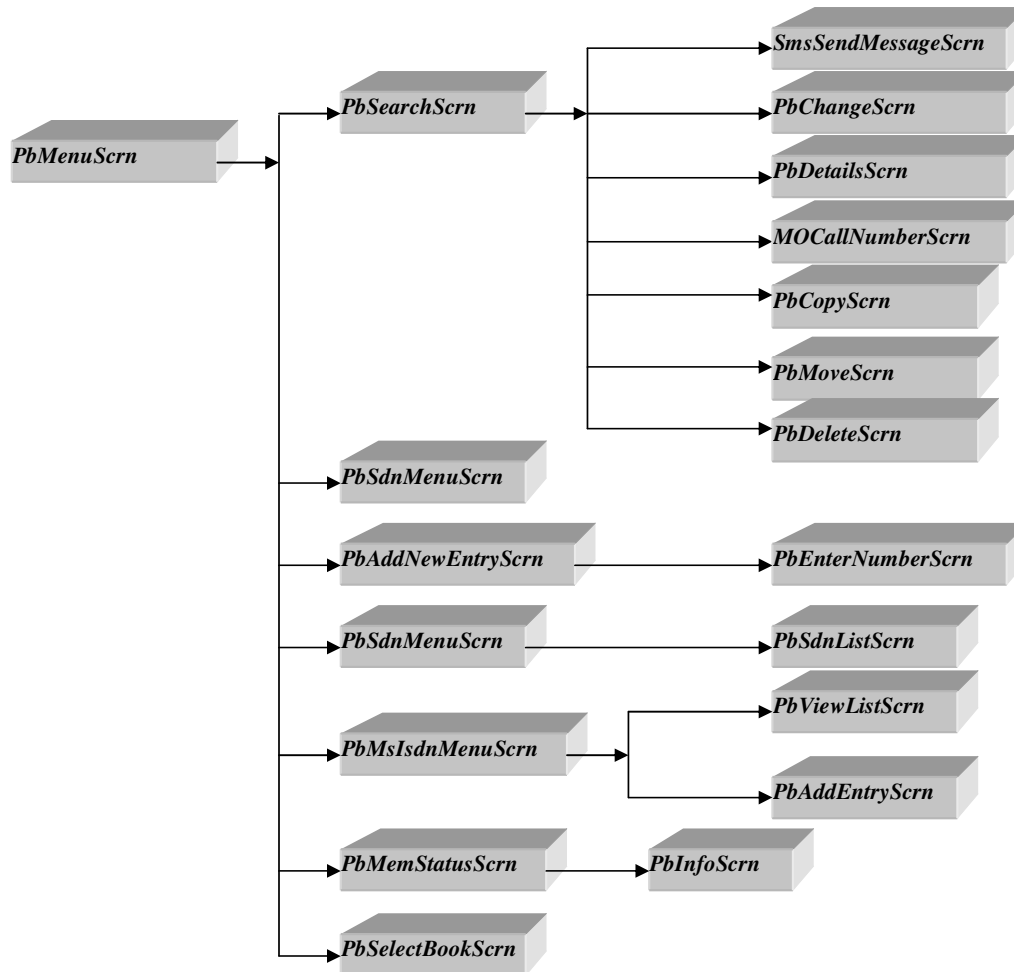 PbMenuScrn
PbSearchScrn
SmsSendMessageScrn
PbChangeScrn
PbDetailsScrn
MOCallNumberScrn
PbCopyScrn
PbMoveScrn
PbDeleteScrn
PbSdnMenuScrn
PbAddNewEntryScrn
PbEnterNumberScrn
PbSdnMenuScrn
PbSdnListScrn
PbMsIsdnMenuScrn
PbViewListScrn
PbAddEntryScrn
PbMemStatusScrn
PbInfoScrn
PbSelectBookScrn